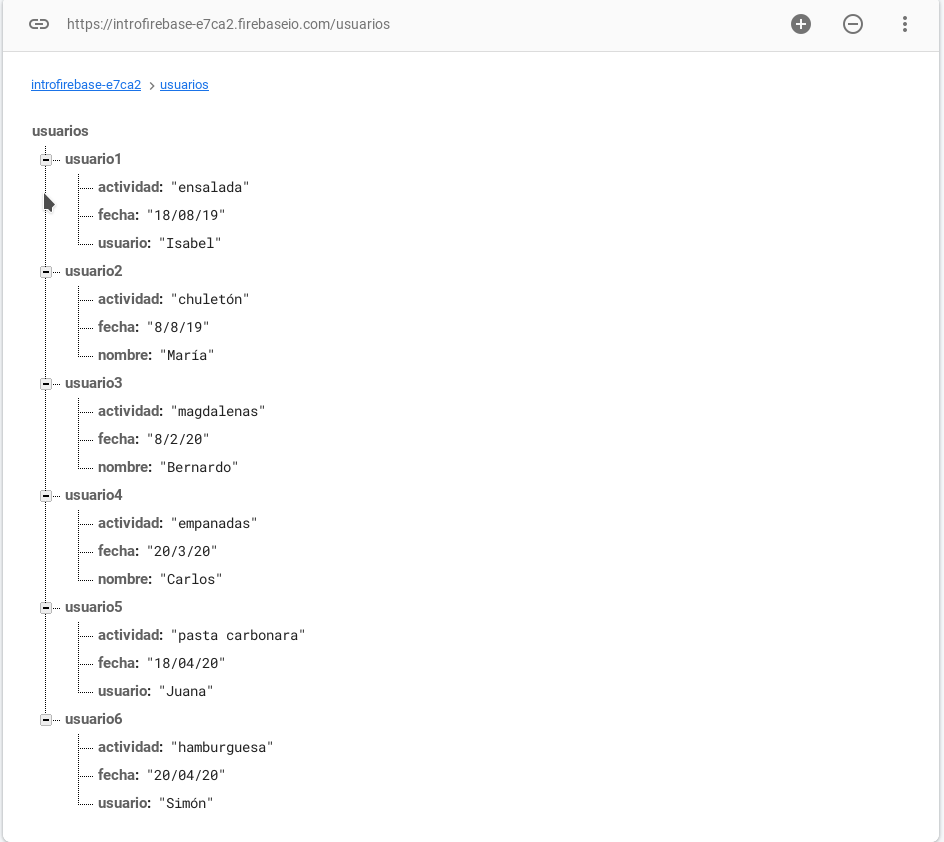 https://introfirebase-e7ca2.firebaseio.com/usuarios
introfirebase-e7ca2 > usuarios
usuarios
usuario1
actividad: "ensalada"
fecha: "18/08/19"
usuario: "Isabel"
usuario2
actividad: "chuletón"
fecha: "8/8/19"
nombre: "María"
usuario3
actividad: "magdalenas"
fecha: "8/2/20"
nombre: "Bernardo"
usuario4
actividad: "empanadas"
fecha: "20/3/20"
nombre: "Carlos"
usuario5
actividad: "pasta carbonara"
fecha: "18/04/20"
usuario: "Juana"
usuario6
actividad: "hamburguesa"
fecha: "20/04/20"
usuario: "Simón"